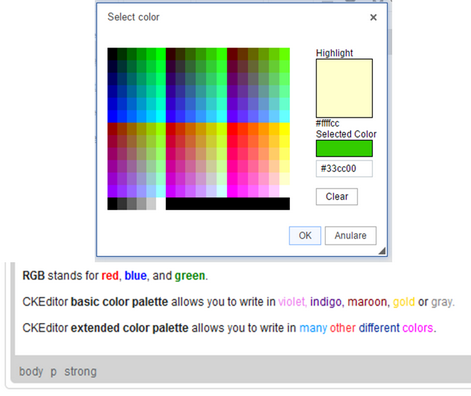 Select color
Highlight
#ffffcc
Selected Color
#33cc00
Clear
OK Anulare
RGB stands for red, blue, and green.
CKEditor basic color palette allows you to write in violet, indigo, maroon, gold or gray.
CKEditor extended color palette allows you to write in many other different colors.
body p strong